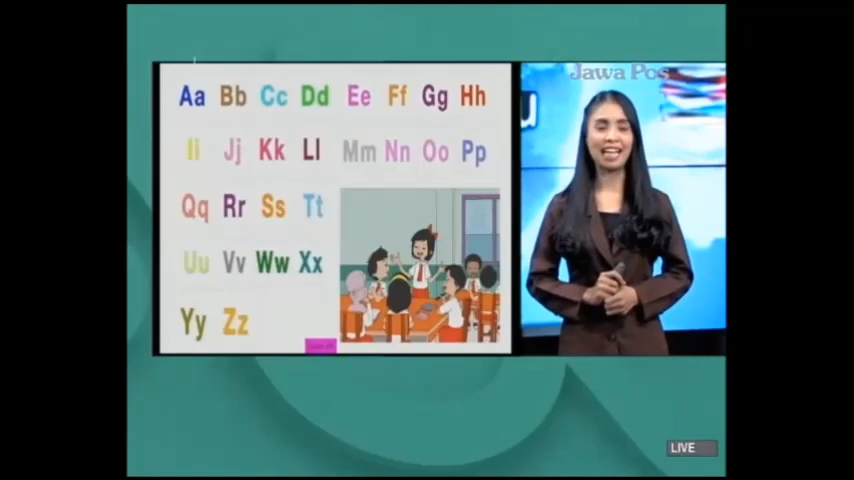 Jawa Pos
Aa Bb Cc Dd Ee Ff Gg Hh
Ii Jj Kk Ll Mm Nn Oo Pp
Qq Rr Ss Tt
Uu Vv Ww Xx
Yy Zz
LIVE